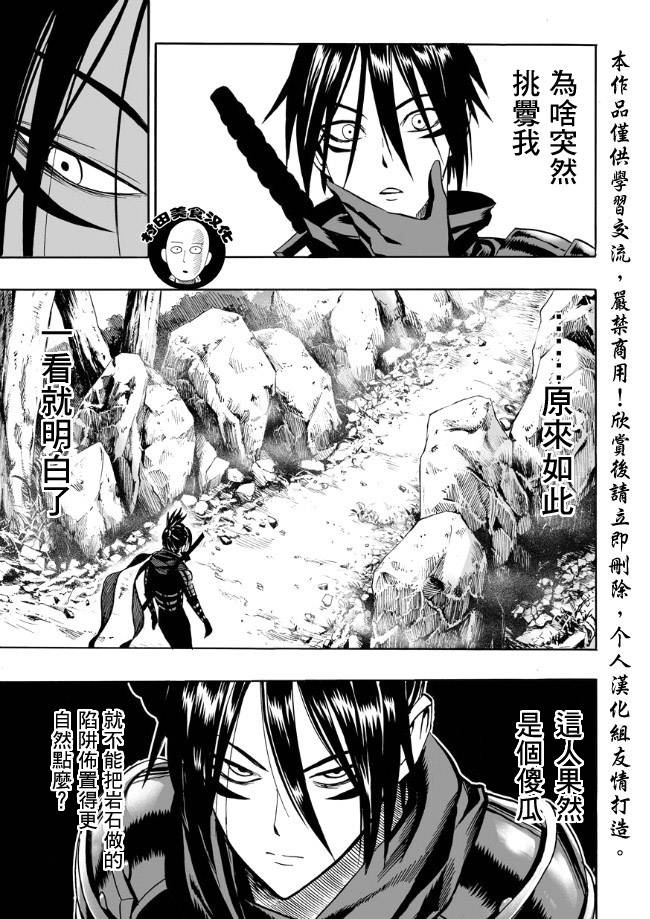 為啥突然
挑釁我
村田美食汉化
……原來如此
一看就明白了
這人果然
是個傻瓜
就不能把岩石做的
陷阱佈置得更
自然點麼?
本作品僅供學習交流，嚴禁商用！欣賞後請立即刪除，个人漢化組友情打造。